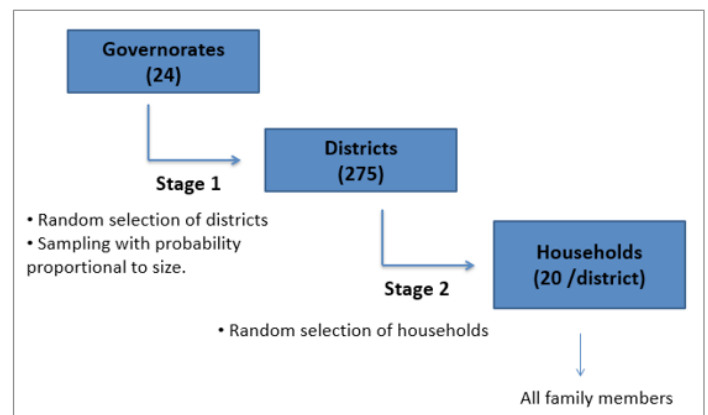 Governorates
(24)
Districts
(275)
Stage 1
• Random selection of districts
• Sampling with probability
proportional to size.
Households
(20 /district)
Stage 2
• Random selection of households
All family members